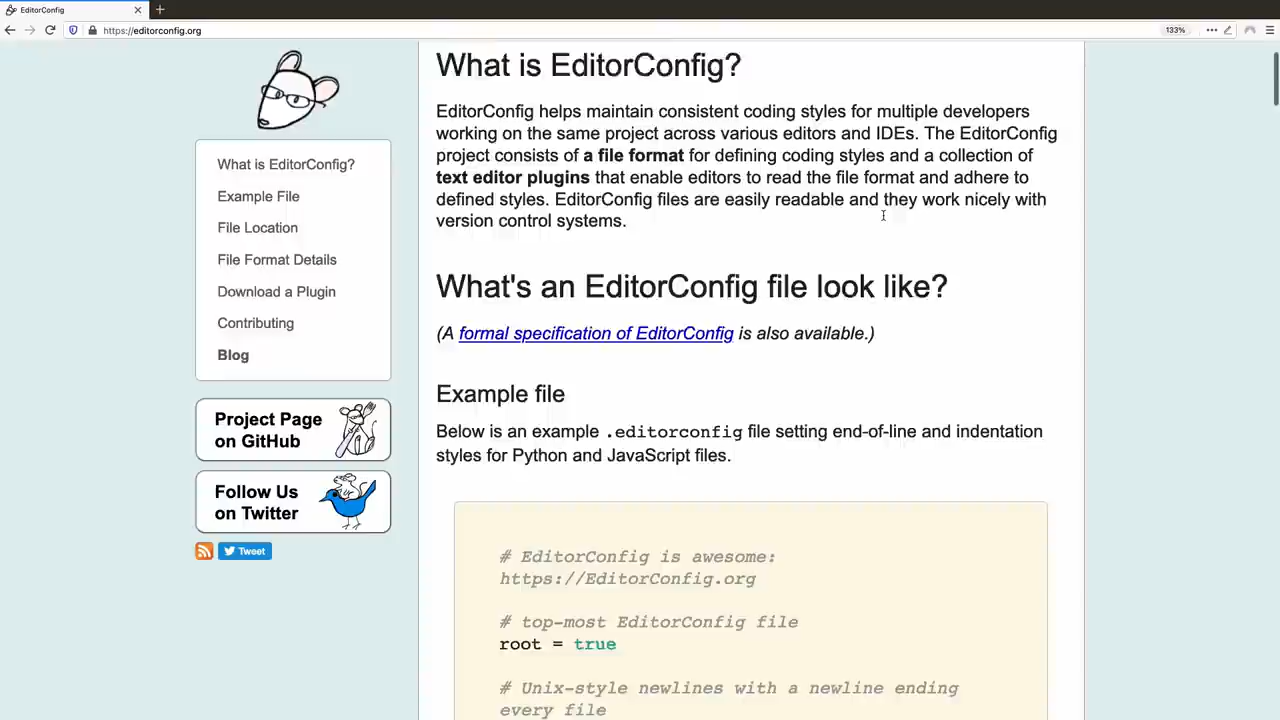 EditorConfig
https://editorconfig.org
133%
What is EditorConfig?
Example File
File Location
File Format Details
Download a Plugin
Contributing
Blog
Project Page
on GitHub
Follow Us
on Twitter
Tweet
What is EditorConfig?
EditorConfig helps maintain consistent coding styles for multiple developers
working on the same project across various editors and IDEs. The EditorConfig
project consists of a file format for defining coding styles and a collection of
text editor plugins that enable editors to read the file format and adhere to
defined styles. EditorConfig files are easily readable and they work nicely with
version control systems.
What's an EditorConfig file look like?
(A formal specification of EditorConfig is also available.)
Example file
Below is an example .editorconfig file setting end-of-line and indentation
styles for Python and JavaScript files.
# EditorConfig is awesome:
https://EditorConfig.org
# top-most EditorConfig file
root = true
# Unix-style newlines with a newline ending
every file